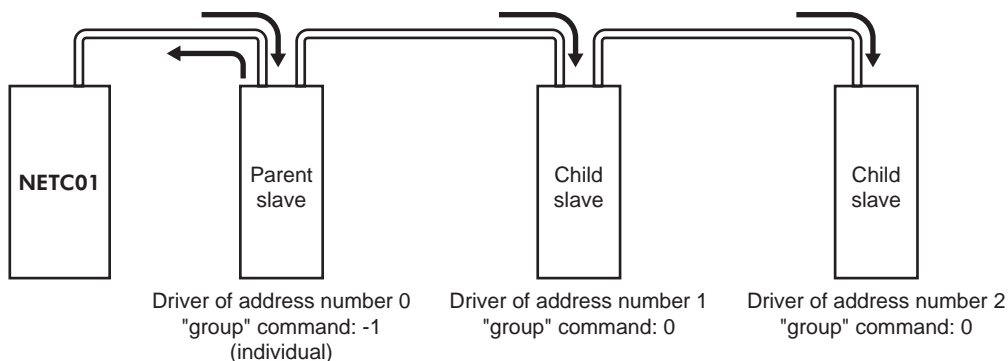 NETC01
Parent
slave
Child
slave
Child
slave
Driver of address number 0
"group" command: -1
(individual)
Driver of address number 1
"group" command: 0
Driver of address number 2
"group" command: 0